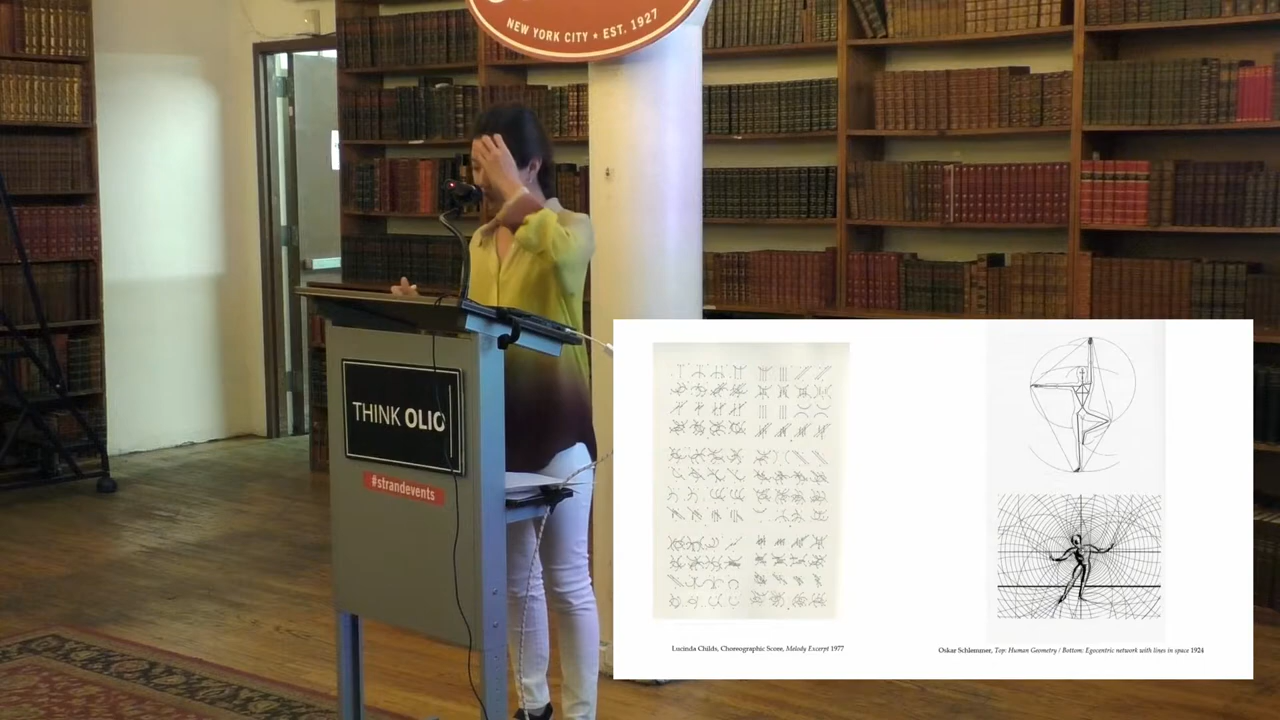 NEW YORK CITY ★ EST. 1927
THINK OLIO
#strandevents
Lucinda Childs, Choreographic Score, Melody Excerpt 1977
Oskar Schlemmer, Top: Human Geometry / Bottom: Egocentric network with lines in space 1924